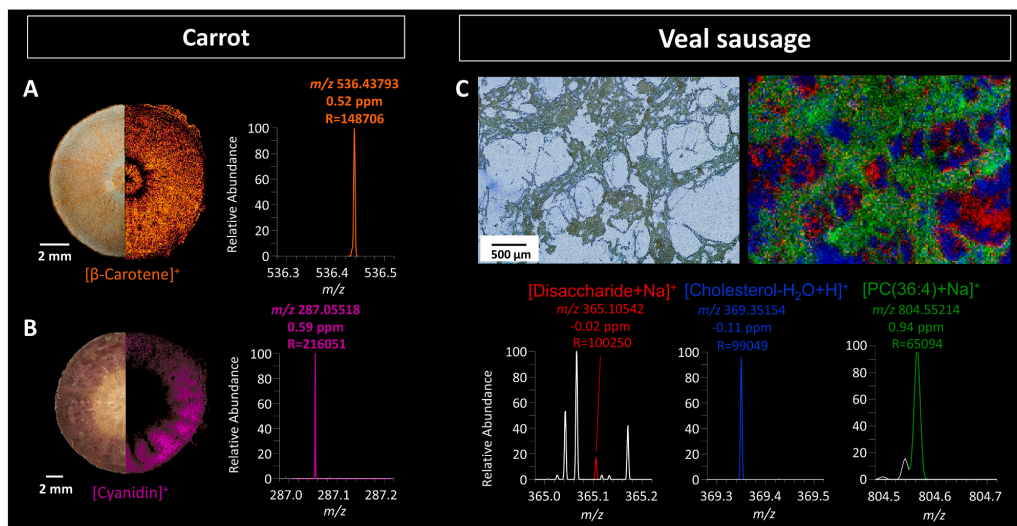 Carrot
Veal sausage
A
m/z 536.43793
0.52 ppm
R=148706
Relative Abundance
100
80
60
40
20
0
536.3 536.4 536.5
m/z
2 mm
[β-Carotene]⁺
B
m/z 287.05518
0.59 ppm
R=216051
Relative Abundance
100
80
60
40
20
0
287.0 287.1 287.2
m/z
2 mm
[Cyanidin]⁺
C
500 μm
[Disaccharide+Na]⁺
m/z 365.10542
-0.02 ppm
R=100250
Relative Abundance
100
80
60
40
20
0
365.0 365.1 365.2
m/z
[Cholesterol-H₂O+H]⁺
m/z 369.35154
-0.11 ppm
R=99049
100
80
60
40
20
0
369.3 369.4 369.5
m/z
[PC(36:4)+Na]⁺
m/z 804.55214
0.94 ppm
R=65094
100
80
60
40
20
0
804.5 804.6 804.7
m/z